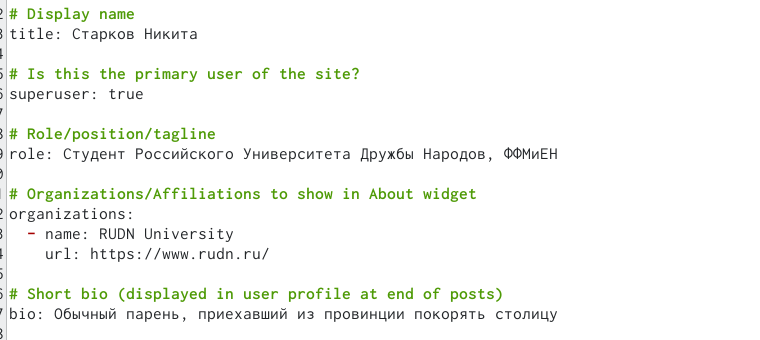 # Display name
title: Старков Никита
# Is this the primary user of the site?
superuser: true
# Role/position/tagline
role: Студент Российского Университета Дружбы Народов, ФФМиЕН
# Organizations/Affiliations to show in About widget
organizations:
  - name: RUDN University
    url: https://www.rudn.ru/
# Short bio (displayed in user profile at end of posts)
bio: Обычный парень, приехавший из провинции покорять столицу